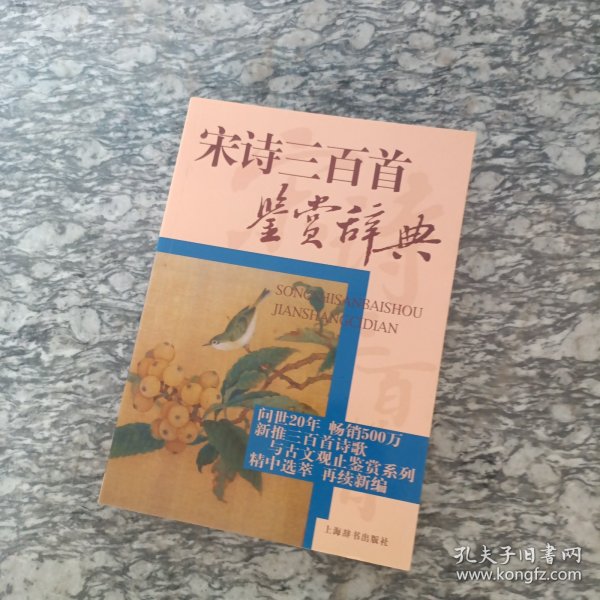 宋诗三百首
鉴赏辞典
SONGSHISANBAISHOU
JIANSHANGCIDIAN
问世20年 畅销500万
新推三百首诗歌
与古文观止鉴赏系列
精中选萃 再续新编
上海辞书出版社
孔夫子旧书网
www.kongfz.com